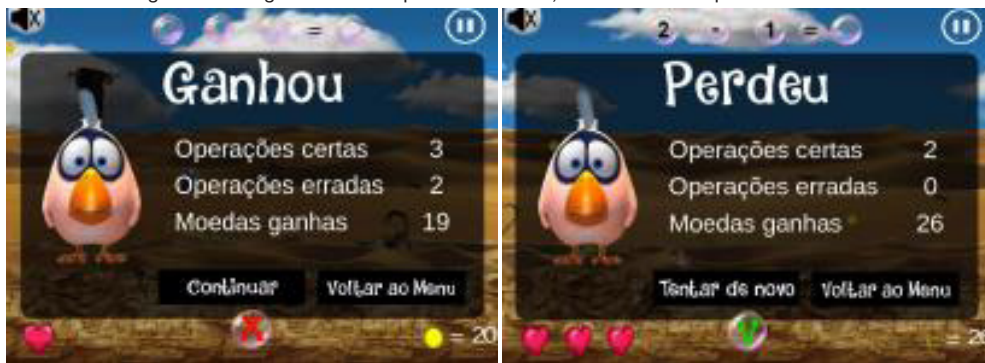 =
Ganhou
Operações certas 3
Operações erradas 2
Moedas ganhas 19
Continuar Voltar ao Menu
= 20
2 - 1 =
Perdeu
Operações certas 2
Operações erradas 0
Moedas ganhas 26
Tentar de novo Voltar ao Menu